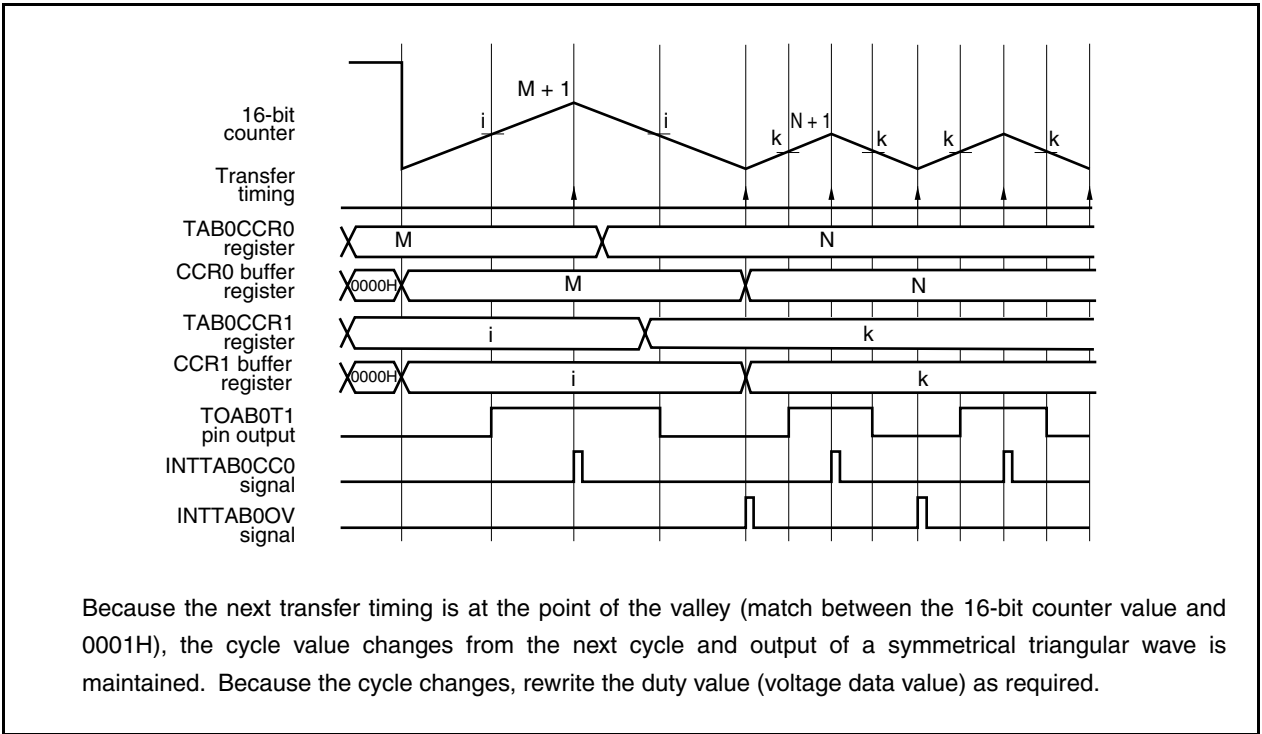 M + 1
16-bit
counter
i
i
k
N + 1
k
k
k
Transfer
timing
TAB0CCR0
register
M
N
CCR0 buffer
register
0000H
M
N
TAB0CCR1
register
i
k
CCR1 buffer
register
0000H
i
k
TOAB0T1
pin output
INTTAB0CC0
signal
INTTAB0OV
signal
Because the next transfer timing is at the point of the valley (match between the 16-bit counter value and
0001H), the cycle value changes from the next cycle and output of a symmetrical triangular wave is
maintained. Because the cycle changes, rewrite the duty value (voltage data value) as required.